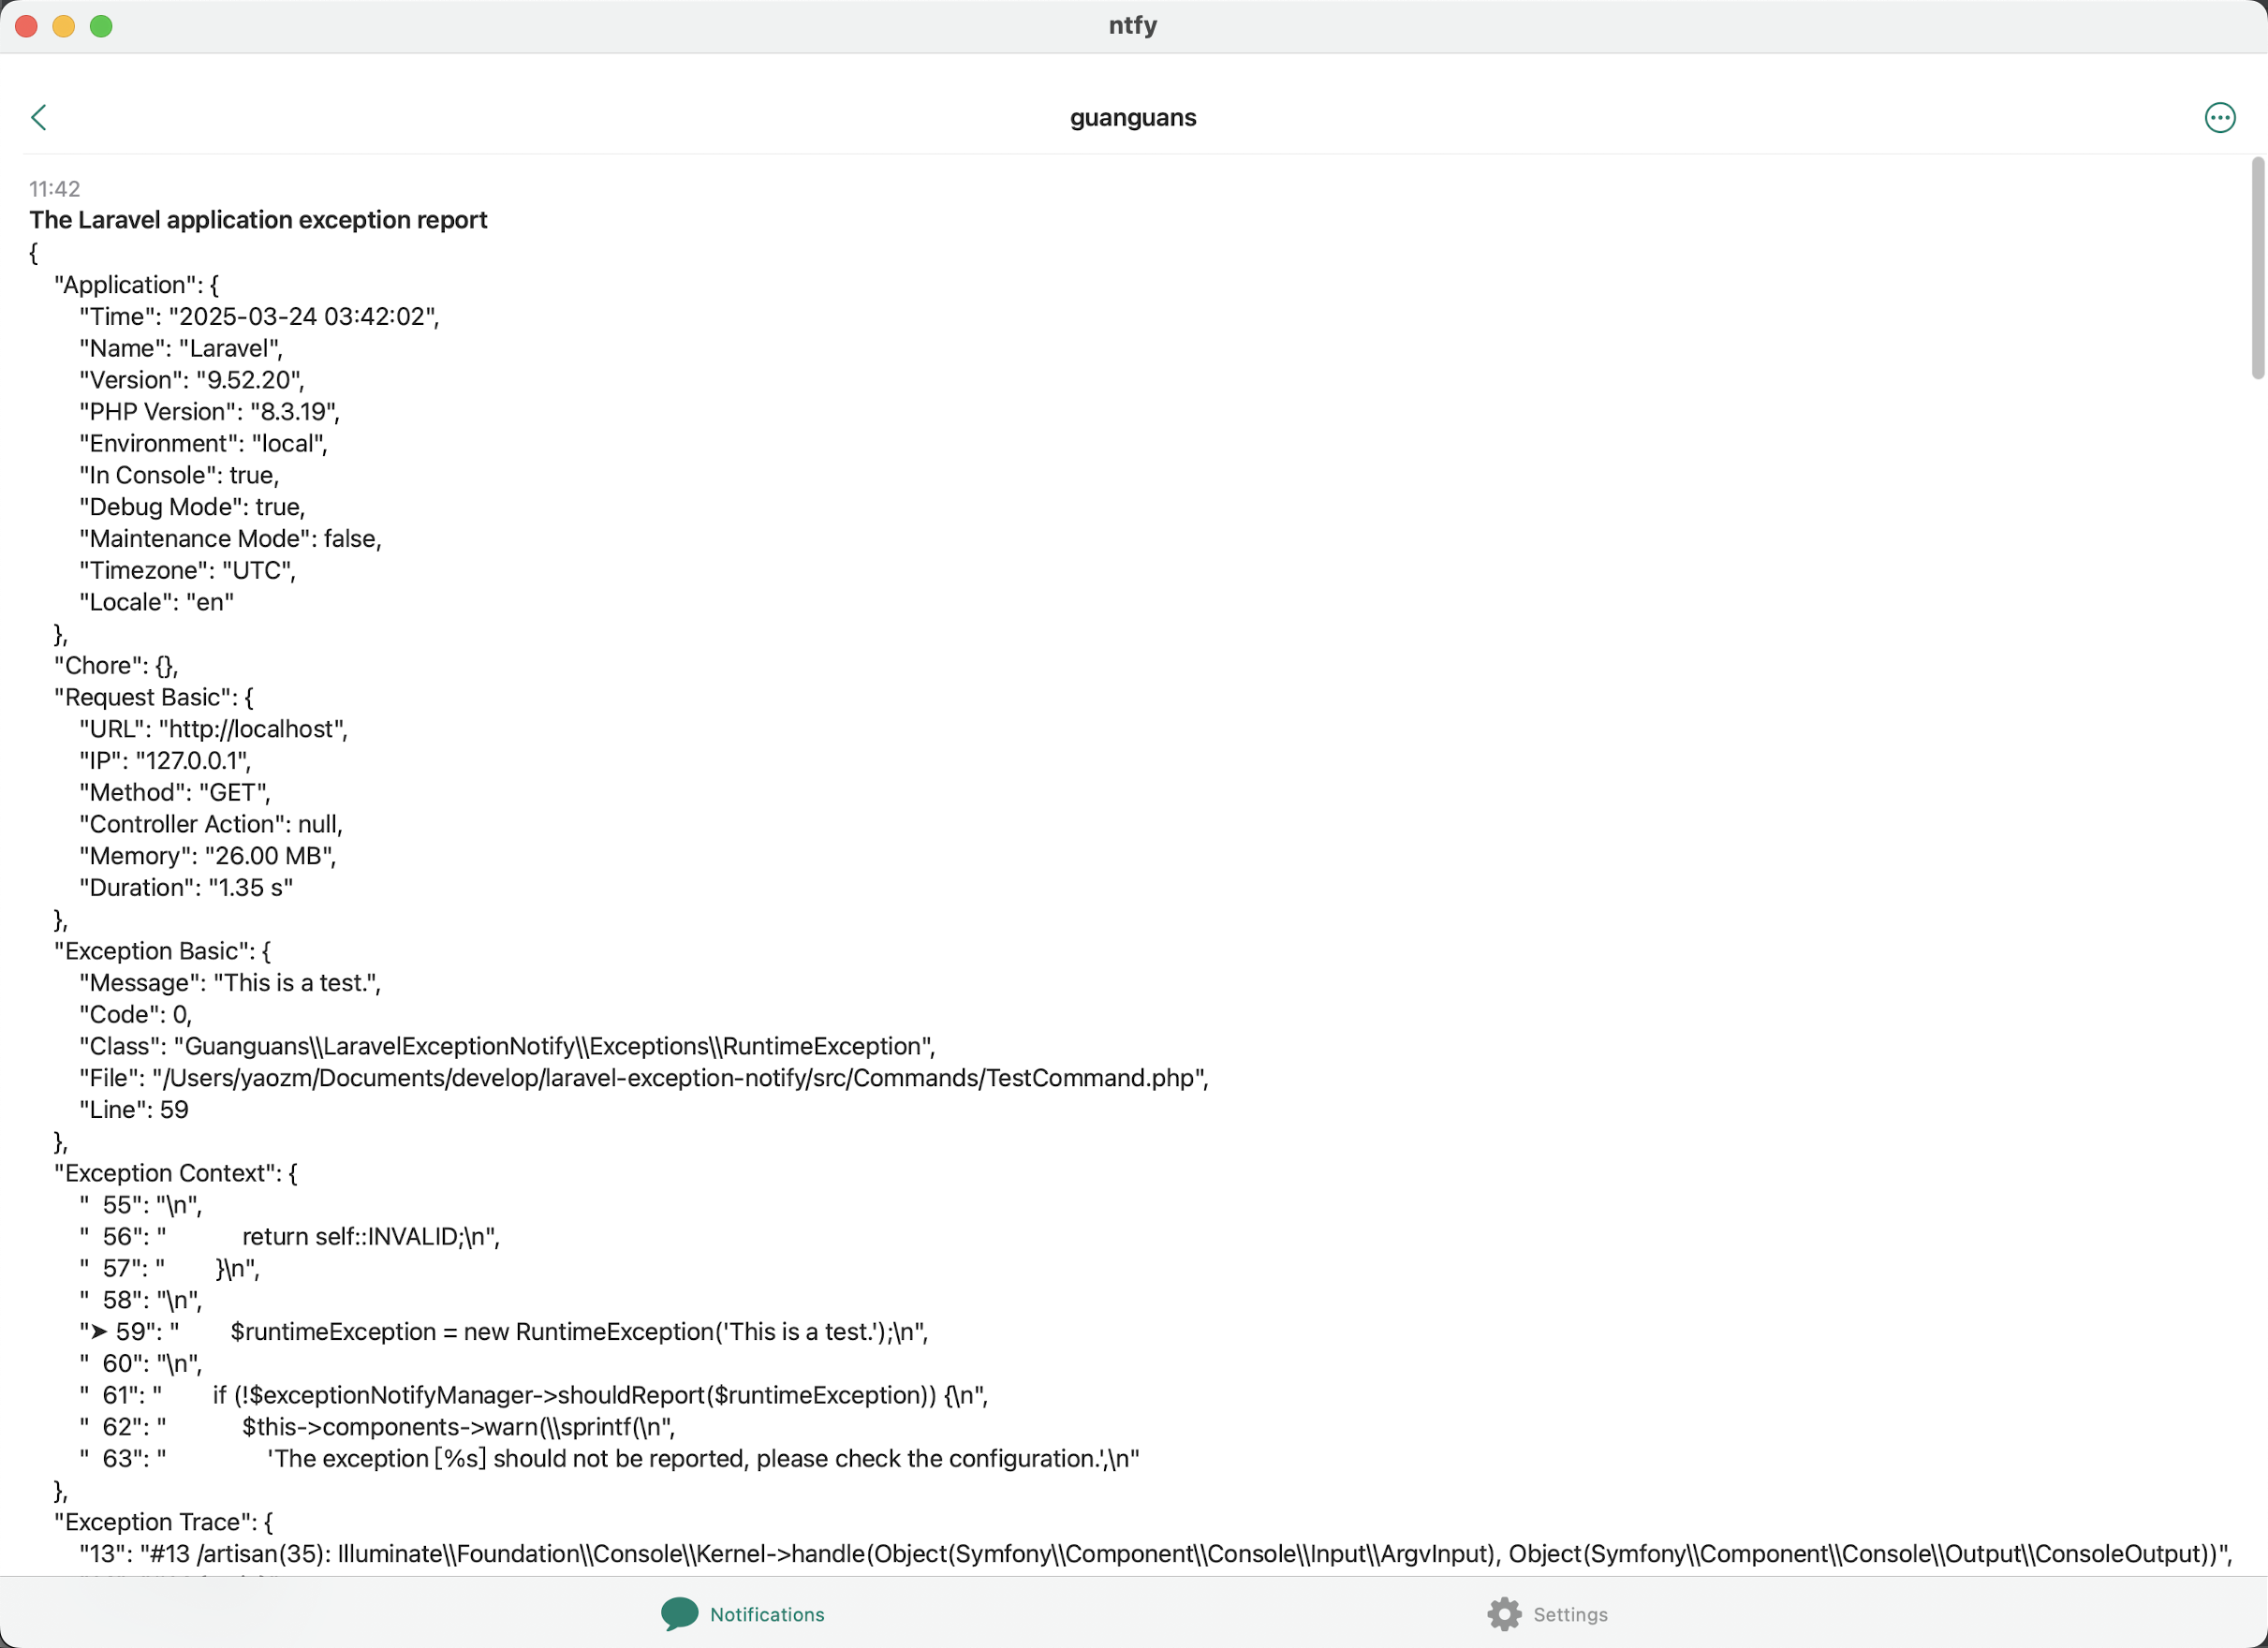 ntfy
guanguans
11:42
The Laravel application exception report
{
    "Application": {
        "Time": "2025-03-24 03:42:02",
        "Name": "Laravel",
        "Version": "9.52.20",
        "PHP Version": "8.3.19",
        "Environment": "local",
        "In Console": true,
        "Debug Mode": true,
        "Maintenance Mode": false,
        "Timezone": "UTC",
        "Locale": "en"
    },
    "Chore": {},
    "Request Basic": {
        "URL": "http://localhost",
        "IP": "127.0.0.1",
        "Method": "GET",
        "Controller Action": null,
        "Memory": "26.00 MB",
        "Duration": "1.35 s"
    },
    "Exception Basic": {
        "Message": "This is a test.",
        "Code": 0,
        "Class": "Guanguans\\LaravelExceptionNotify\\Exceptions\\RuntimeException",
        "File": "/Users/yaozm/Documents/develop/laravel-exception-notify/src/Commands/TestCommand.php",
        "Line": 59
    },
    "Exception Context": {
        "  55": "\n",
        "  56": "            return self::INVALID;\n",
        "  57": "        }\n",
        "  58": "\n",
        "➤ 59": "        $runtimeException = new RuntimeException('This is a test.');\n",
        "  60": "\n",
        "  61": "        if (!$exceptionNotifyManager->shouldReport($runtimeException)) {\n",
        "  62": "            $this->components->warn(\\sprintf(\n",
        "  63": "                'The exception [%s] should not be reported, please check the configuration.',\n"
    },
    "Exception Trace": {
        "13": "#13 /artisan(35): Illuminate\\Foundation\\Console\\Kernel->handle(Object(Symfony\\Component\\Console\\Input\\ArgvInput), Object(Symfony\\Component\\Console\\Output\\ConsoleOutput))",
Notifications
Settings